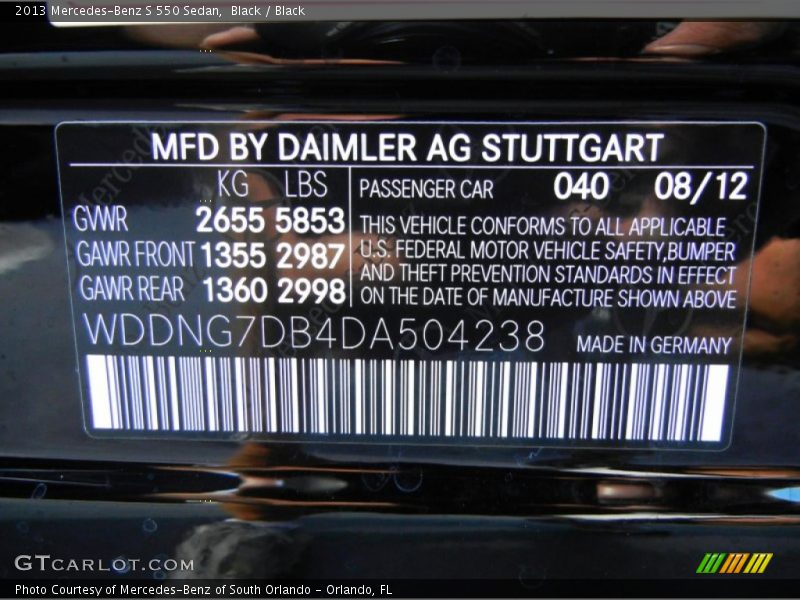 2013 Mercedes-Benz S 550 Sedan, Black / Black
MFD BY DAIMLER AG STUTTGART
KG LBS PASSENGER CAR 040 08/12
GVWR 2655 5853 THIS VEHICLE CONFORMS TO ALL APPLICABLE
GAWR FRONT 1355 2987 U.S. FEDERAL MOTOR VEHICLE SAFETY,BUMPER
AND THEFT PREVENTION STANDARDS IN EFFECT
GAWR REAR 1360 2998 ON THE DATE OF MANUFACTURE SHOWN ABOVE
WDDNG7DB4DA504238 MADE IN GERMANY
GTCARLOT.COM
Photo Courtesy of Mercedes-Benz of South Orlando - Orlando, FL